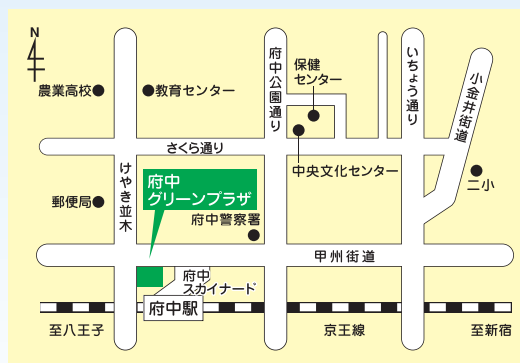 N
農業高校
教育センター
府中公園通り
保健
センター
いちょう通り
小金井街道
さくら通り
中央文化センター
二小
けやき並木
府中
グリーンプラザ
郵便局
府中警察署
甲州街道
府中
スカイナード
府中駅
至八王子
京王線
至新宿